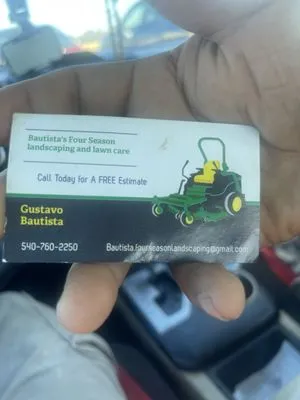 Bautista's Four Season
landscaping and lawn care
Call Today for A FREE Estimate
Gustavo
Bautista
540-760-2250
Bautista.fourseasonlandscaping@gmail.com